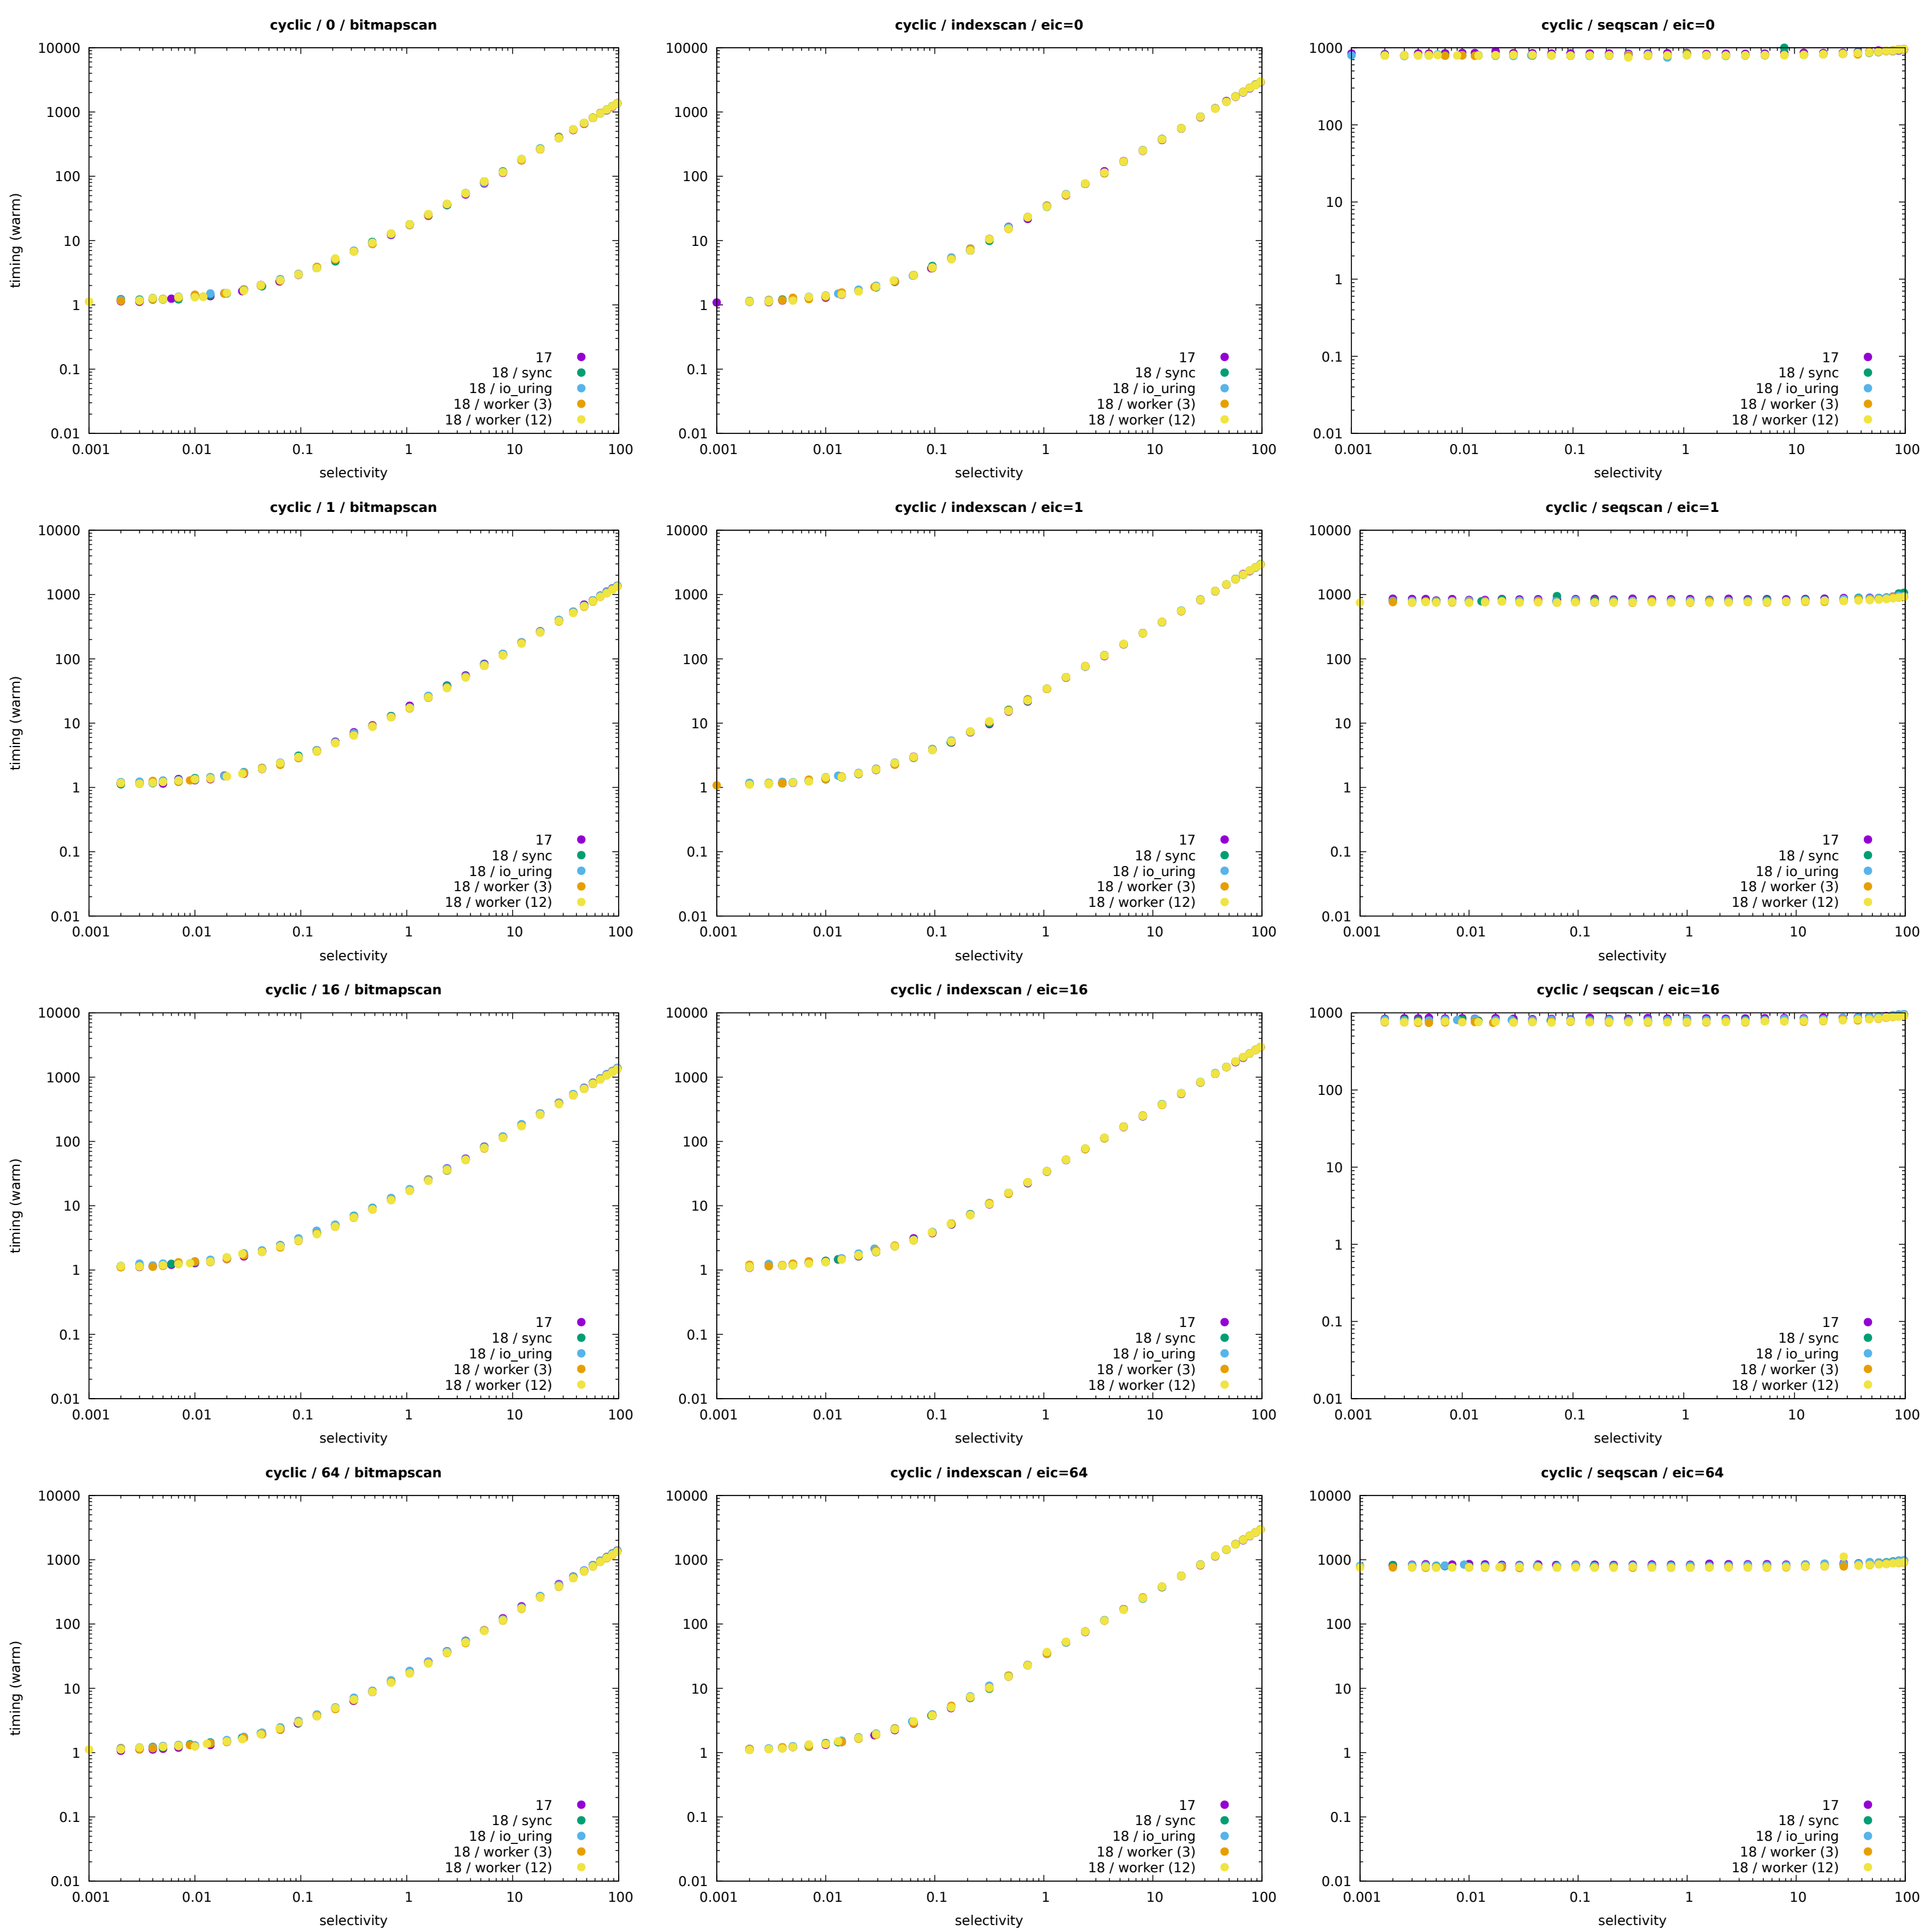 cyclic / 0 / bitmapscan
10000
1000
100
10
1
0.1
0.01
timing (warm)
17
18 / sync
18 / io_uring
18 / worker (3)
18 / worker (12)
0.001 0.01 0.1 1 10 100
selectivity
cyclic / indexscan / eic=0
10000
1000
100
10
1
0.1
0.01
17
18 / sync
18 / io_uring
18 / worker (3)
18 / worker (12)
0.001 0.01 0.1 1 10 100
selectivity
cyclic / seqscan / eic=0
1000
100
10
1
0.1
0.01
17
18 / sync
18 / io_uring
18 / worker (3)
18 / worker (12)
0.001 0.01 0.1 1 10 100
selectivity
cyclic / 1 / bitmapscan
10000
1000
100
10
1
0.1
0.01
timing (warm)
17
18 / sync
18 / io_uring
18 / worker (3)
18 / worker (12)
0.001 0.01 0.1 1 10 100
selectivity
cyclic / indexscan / eic=1
10000
1000
100
10
1
0.1
0.01
17
18 / sync
18 / io_uring
18 / worker (3)
18 / worker (12)
0.001 0.01 0.1 1 10 100
selectivity
cyclic / seqscan / eic=1
10000
1000
100
10
1
0.1
0.01
17
18 / sync
18 / io_uring
18 / worker (3)
18 / worker (12)
0.001 0.01 0.1 1 10 100
selectivity
cyclic / 16 / bitmapscan
10000
1000
100
10
1
0.1
0.01
timing (warm)
17
18 / sync
18 / io_uring
18 / worker (3)
18 / worker (12)
0.001 0.01 0.1 1 10 100
selectivity
cyclic / indexscan / eic=16
10000
1000
100
10
1
0.1
0.01
17
18 / sync
18 / io_uring
18 / worker (3)
18 / worker (12)
0.001 0.01 0.1 1 10 100
selectivity
cyclic / seqscan / eic=16
1000
100
10
1
0.1
0.01
17
18 / sync
18 / io_uring
18 / worker (3)
18 / worker (12)
0.001 0.01 0.1 1 10 100
selectivity
cyclic / 64 / bitmapscan
10000
1000
100
10
1
0.1
0.01
timing (warm)
17
18 / sync
18 / io_uring
18 / worker (3)
18 / worker (12)
0.001 0.01 0.1 1 10 100
selectivity
cyclic / indexscan / eic=64
10000
1000
100
10
1
0.1
0.01
17
18 / sync
18 / io_uring
18 / worker (3)
18 / worker (12)
0.001 0.01 0.1 1 10 100
selectivity
cyclic / seqscan / eic=64
10000
1000
100
10
1
0.1
0.01
17
18 / sync
18 / io_uring
18 / worker (3)
18 / worker (12)
0.001 0.01 0.1 1 10 100
selectivity